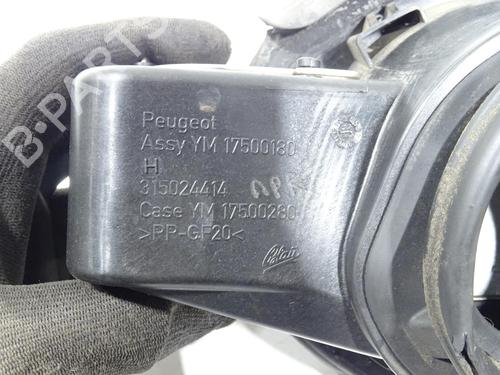 Peugeot
Assy YM 17500180
H
315024414
Case YM 17500280
>PP-GF20<
B-PARTS